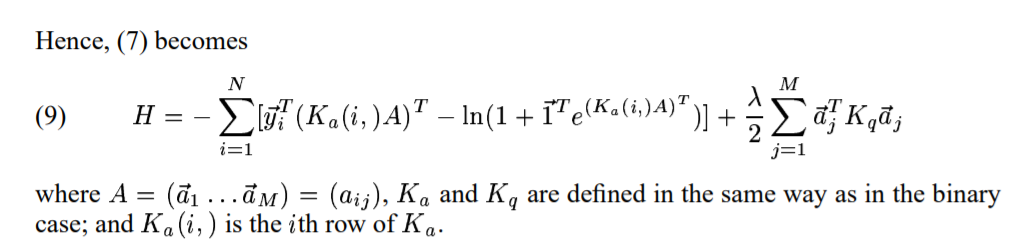 Hence, (7) becomes
(9) H = − ∑_{i=1}^{N} [y⃗_i^T (K_a(i,)A)^T − ln(1 + 1⃗^T e^{(K_a(i,)A)^T})] + λ/2 ∑_{j=1}^{M} a⃗_j^T K_q a⃗_j
where A = (a⃗_1 . . . a⃗_M) = (a_{ij}), K_a and K_q are defined in the same way as in the binary
case; and K_a(i, ) is the ith row of K_a.